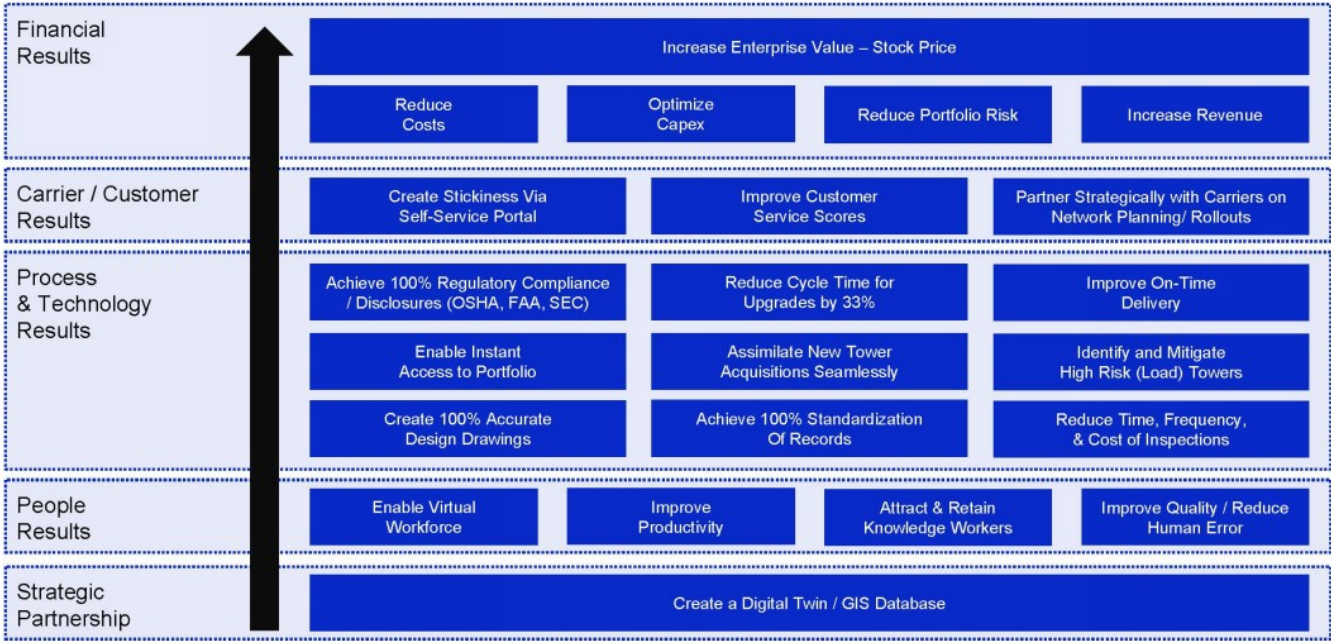 Financial
Results
Increase Enterprise Value – Stock Price
Reduce
Costs
Optimize
Capex
Reduce Portfolio Risk
Increase Revenue
Carrier / Customer
Results
Create Stickiness Via
Self-Service Portal
Improve Customer
Service Scores
Partner Strategically with Carriers on
Network Planning/ Rollouts
Process
& Technology
Results
Achieve 100% Regulatory Compliance
/ Disclosures (OSHA, FAA, SEC)
Reduce Cycle Time for
Upgrades by 33%
Improve On-Time
Delivery
Enable Instant
Access to Portfolio
Assimilate New Tower
Acquisitions Seamlessly
Identify and Mitigate
High Risk (Load) Towers
Create 100% Accurate
Design Drawings
Achieve 100% Standardization
Of Records
Reduce Time, Frequency,
& Cost of Inspections
People
Results
Enable Virtual
Workforce
Improve
Productivity
Attract & Retain
Knowledge Workers
Improve Quality / Reduce
Human Error
Strategic
Partnership
Create a Digital Twin / GIS Database